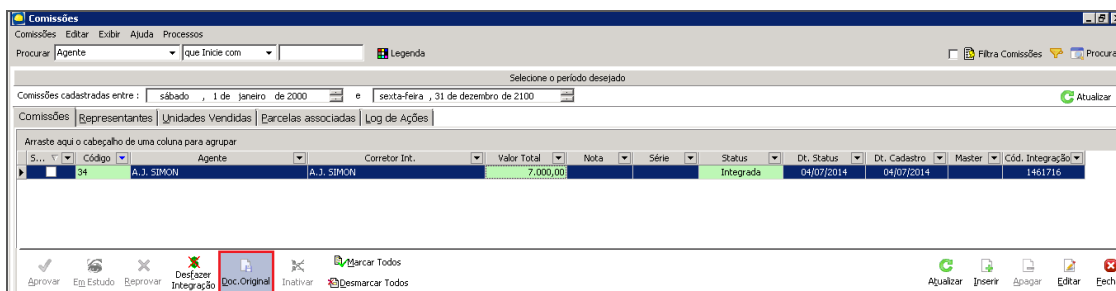 Comissões
Comissões Editar Exibir Ajuda Processos
Procurar Agente que Inicie com Legenda Filtra Comissões Procura
Selecione o período desejado
Comissões cadastradas entre : sábado , 1 de janeiro de 2000 e sexta-feira , 31 de dezembro de 2100 Atualizar
Comissões Representantes Unidades Vendidas Parcelas associadas Log de Ações
Arraste aqui o cabeçalho de uma coluna para agrupar
S... Código Agente Corretor Int. Valor Total Nota Série Status Dt. Status Dt. Cadastro Master Cód. Integração
34 A.J. SIMON A.J. SIMON 7.000,00 Integrada 04/07/2014 04/07/2014 1461716
Aprovar Em Estudo Reprovar Desfazer Integração Doc.Original Inativar Marcar Todos Desmarcar Todos Atualizar Inserir Apagar Editar Fech